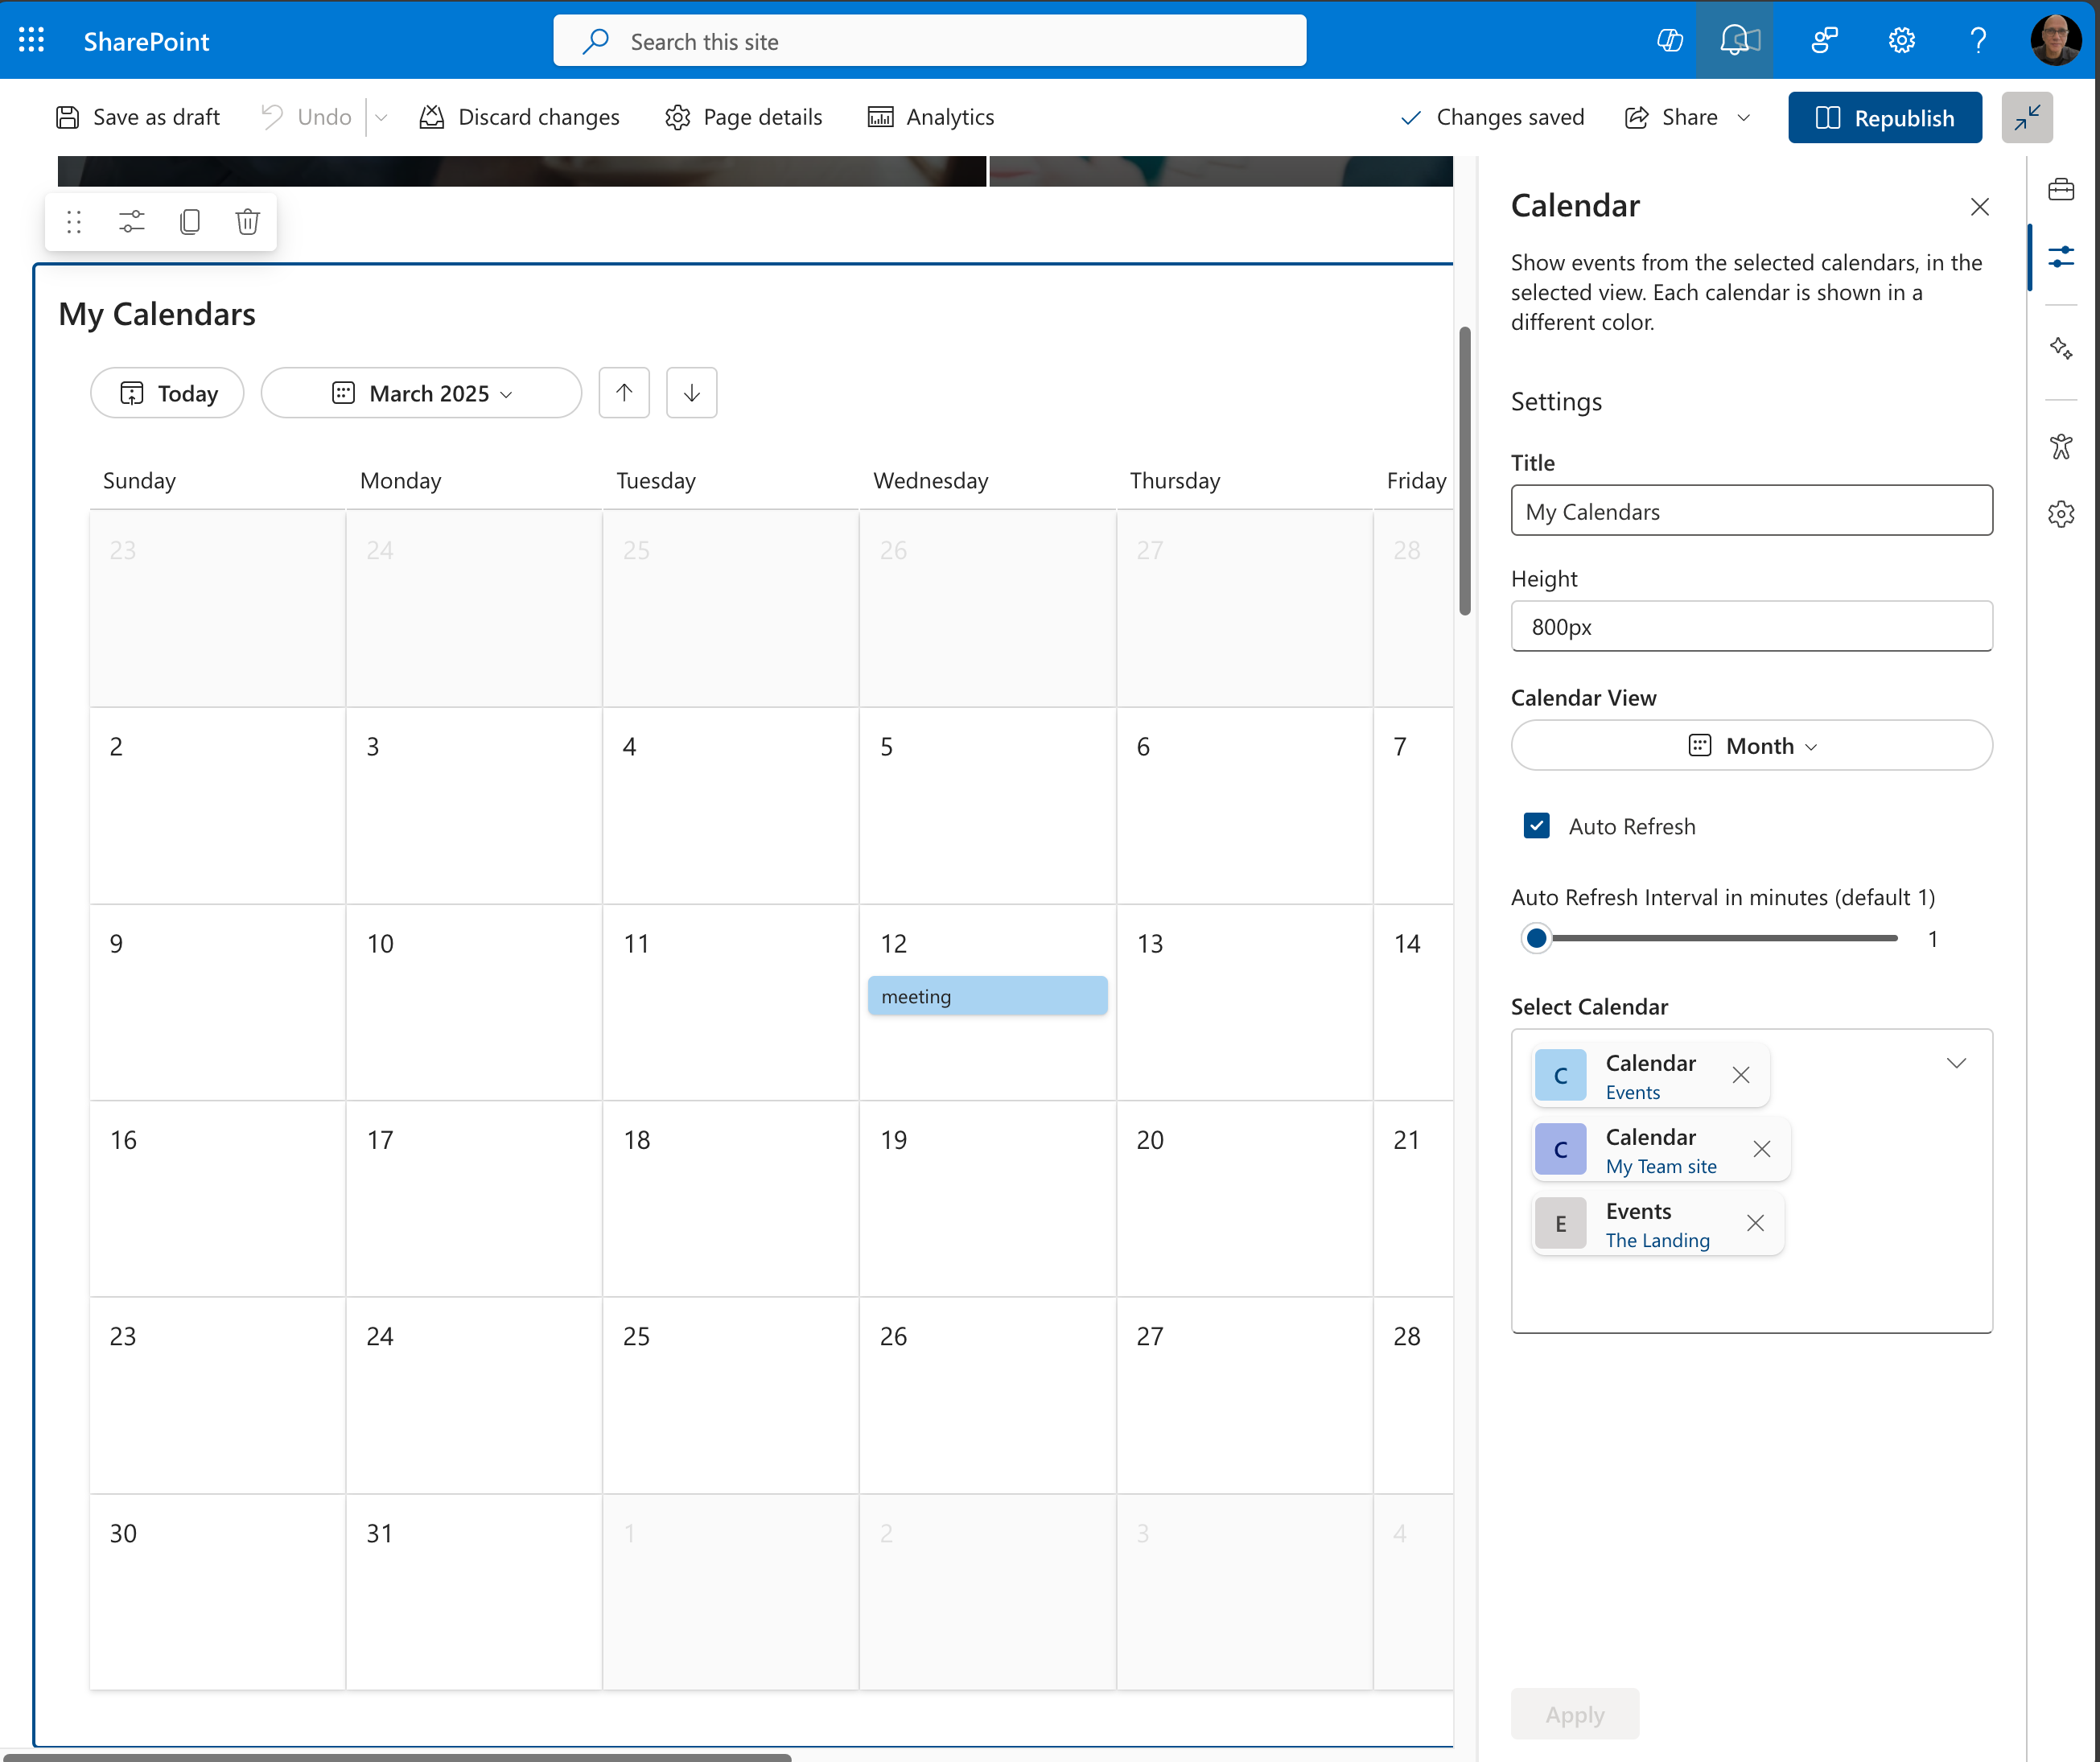 SharePoint
Search this site
Save as draft
Undo
Discard changes
Page details
Analytics
Changes saved
Share
Republish
My Calendars
Today
March 2025
Sunday Monday Tuesday Wednesday Thursday Friday
23 24 25 26 27 28
2 3 4 5 6 7
9 10 11 12 13 14
meeting
16 17 18 19 20 21
23 24 25 26 27 28
30 31 1 2 3 4
Calendar
Show events from the selected calendars, in the
selected view. Each calendar is shown in a
different color.
Settings
Title
My Calendars
Height
800px
Calendar View
Month
Auto Refresh
Auto Refresh Interval in minutes (default 1)
1
Select Calendar
C
Calendar
Events
C
Calendar
My Team site
E
Events
The Landing
Apply